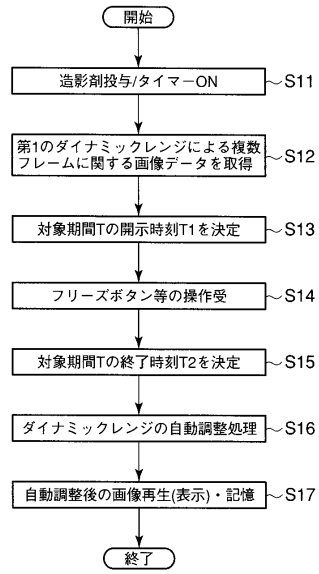 開始
造影剤投与/タイマーON
S11
第1のダイナミックレンジによる複数
フレームに関する画像データを取得
S12
対象期間Tの開示時刻T1を決定
S13
フリーズボタン等の操作受
S14
対象期間Tの終了時刻T2を決定
S15
ダイナミックレンジの自動調整処理
S16
自動調整後の画像再生(表示)・記憶
S17
終了